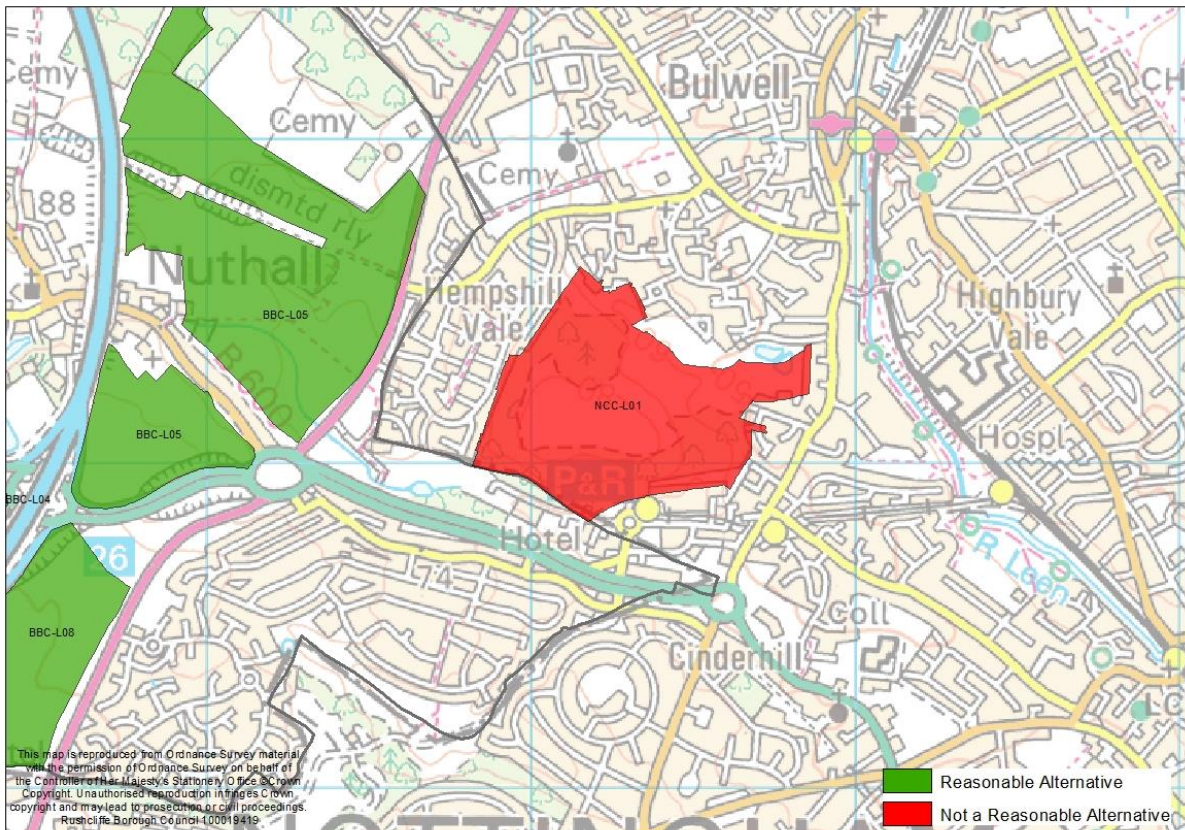 Bulwell
CH
Cemy
Cemy
Cemy
dismtd rly
88
Nuthall
Hempshill
Vale
Highbury
Vale
BBC-L05
77
B 600
NCC-L01
BBC-L05
Hospl
P&R
BBC-L04
Hotel
26
74
R Leen
BBC-L08
Coll
Cinderhill
LC
This map is reproduced from Ordnance Survey material
with the permission of Ordnance Survey on behalf of
the Controller of Her Majesty's Stationery Office © Crown
Copyright. Unauthorised reproduction infringes Crown
copyright and may lead to prosecution or civil proceedings.
Rushcliffe Borough Council 100019419
Reasonable Alternative
Not a Reasonable Alternative